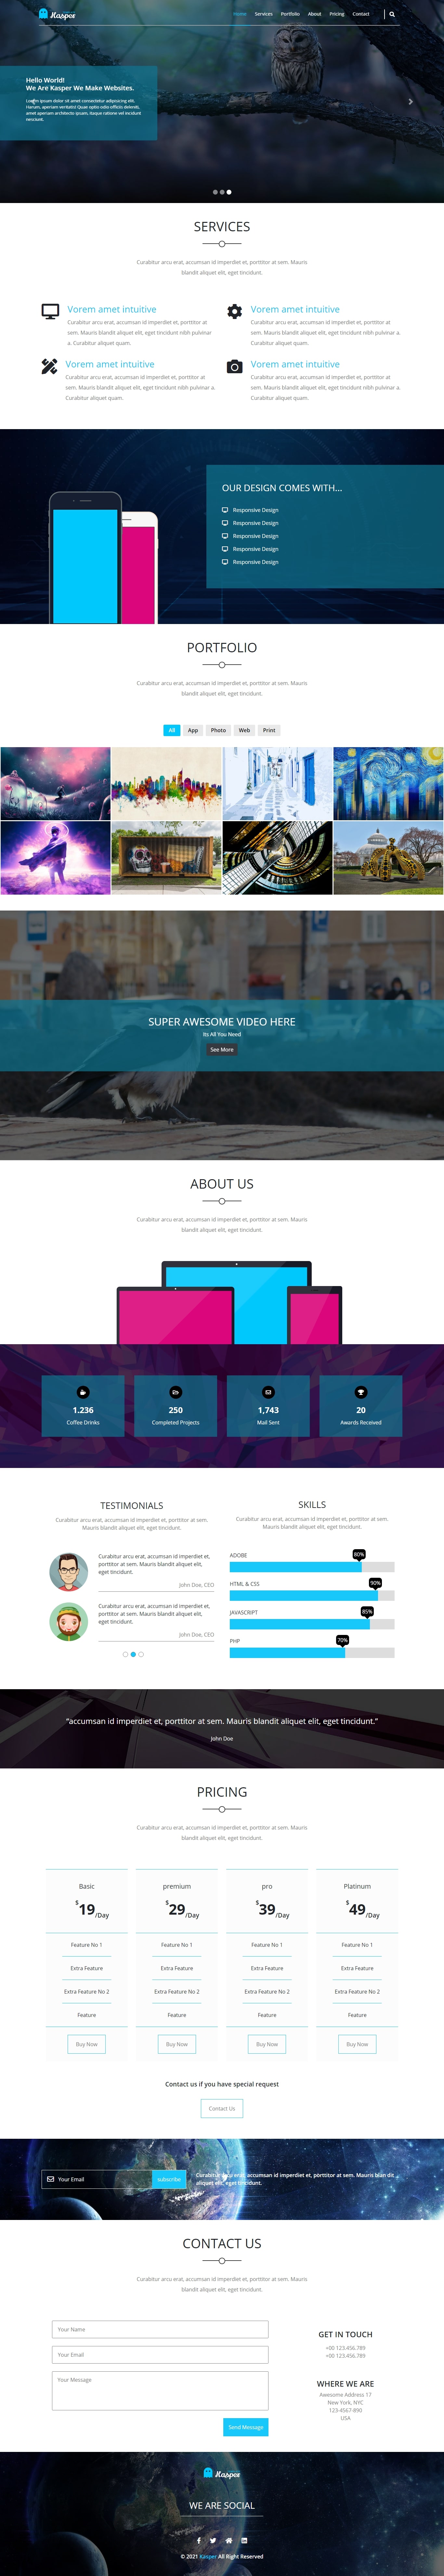 Kasper
Home Services Portfolio About Pricing Contact
Hello World!
We Are Kasper We Make Websites.
Lorem ipsum dolor sit amet consectetur adipisicing elit.
Harum, aperiam veritatis! Quae optio odio officiis deleniti,
amet aperiam architecto ipsam, itaque ratione vel incidunt
nesciunt.
SERVICES
Curabitur arcu erat, accumsan id imperdiet et, porttitor at sem. Mauris
blandit aliquet elit, eget tincidunt.
Vorem amet intuitive
Curabitur arcu erat, accumsan id imperdiet et, porttitor at
sem. Mauris blandit aliquet elit, eget tincidunt nibh pulvinar
a. Curabitur aliquet quam.
Vorem amet intuitive
Curabitur arcu erat, accumsan id imperdiet et, porttitor at
sem. Mauris blandit aliquet elit, eget tincidunt nibh pulvinar a.
Curabitur aliquet quam.
Vorem amet intuitive
Curabitur arcu erat, accumsan id imperdiet et, porttitor at
sem. Mauris blandit aliquet elit, eget tincidunt nibh pulvinar a.
Curabitur aliquet quam.
Vorem amet intuitive
Curabitur arcu erat, accumsan id imperdiet et, porttitor at
sem. Mauris blandit aliquet elit, eget tincidunt nibh pulvinar a.
Curabitur aliquet quam.
OUR DESIGN COMES WITH...
Responsive Design
Responsive Design
Responsive Design
Responsive Design
Responsive Design
PORTFOLIO
Curabitur arcu erat, accumsan id imperdiet et, porttitor at sem. Mauris
blandit aliquet elit, eget tincidunt.
All App Photo Web Print
SUPER AWESOME VIDEO HERE
Its All You Need
See More
ABOUT US
Curabitur arcu erat, accumsan id imperdiet et, porttitor at sem. Mauris
blandit aliquet elit, eget tincidunt.
1.236
Coffee Drinks
250
Completed Projects
1,743
Mail Sent
20
Awards Received
TESTIMONIALS
Curabitur arcu erat, accumsan id imperdiet et, porttitor at sem.
Mauris blandit aliquet elit, eget tincidunt.
Curabitur arcu erat, accumsan id imperdiet et,
porttitor at sem. Mauris blandit aliquet elit,
eget tincidunt.
John Doe, CEO
Curabitur arcu erat, accumsan id imperdiet et,
porttitor at sem. Mauris blandit aliquet elit,
eget tincidunt.
John Doe, CEO
SKILLS
Curabitur arcu erat, accumsan id imperdiet et, porttitor at sem.
Mauris blandit aliquet elit, eget tincidunt.
ADOBE
80%
HTML & CSS
90%
JAVASCRIPT
85%
PHP
70%
"accumsan id imperdiet et, porttitor at sem. Mauris blandit aliquet elit, eget tincidunt."
John Doe
PRICING
Curabitur arcu erat, accumsan id imperdiet et, porttitor at sem. Mauris
blandit aliquet elit, eget tincidunt.
Basic
$19/Day
Feature No 1
Extra Feature
Extra Feature No 2
Feature
Buy Now
premium
$29/Day
Feature No 1
Extra Feature
Extra Feature No 2
Feature
Buy Now
pro
$39/Day
Feature No 1
Extra Feature
Extra Feature No 2
Feature
Buy Now
Platinum
$49/Day
Feature No 1
Extra Feature
Extra Feature No 2
Feature
Buy Now
Contact us if you have special request
Contact Us
Your Email
subscribe
Curabitur arcu erat, accumsan id imperdiet et, porttitor at sem. Mauris blan dit
aliquet elit, eget tincidunt.
CONTACT US
Curabitur arcu erat, accumsan id imperdiet et, porttitor at sem. Mauris
blandit aliquet elit, eget tincidunt.
Your Name
Your Email
Your Message
Send Message
GET IN TOUCH
+00 123.456.789
+00 123.456.789
WHERE WE ARE
Awesome Address 17
New York, NYC
123-4567-890
USA
Kasper
WE ARE SOCIAL
© 2021 Kasper All Right Reserved